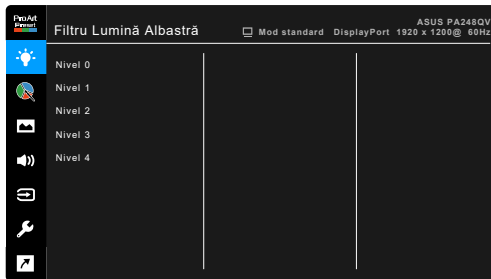 ProArt
Preset
Filtru Lumină Albastră
Mod standard DisplayPort 1920 x 1200@ 60Hz
ASUS PA248QV
Nivel 0
Nivel 1
Nivel 2
Nivel 3
Nivel 4